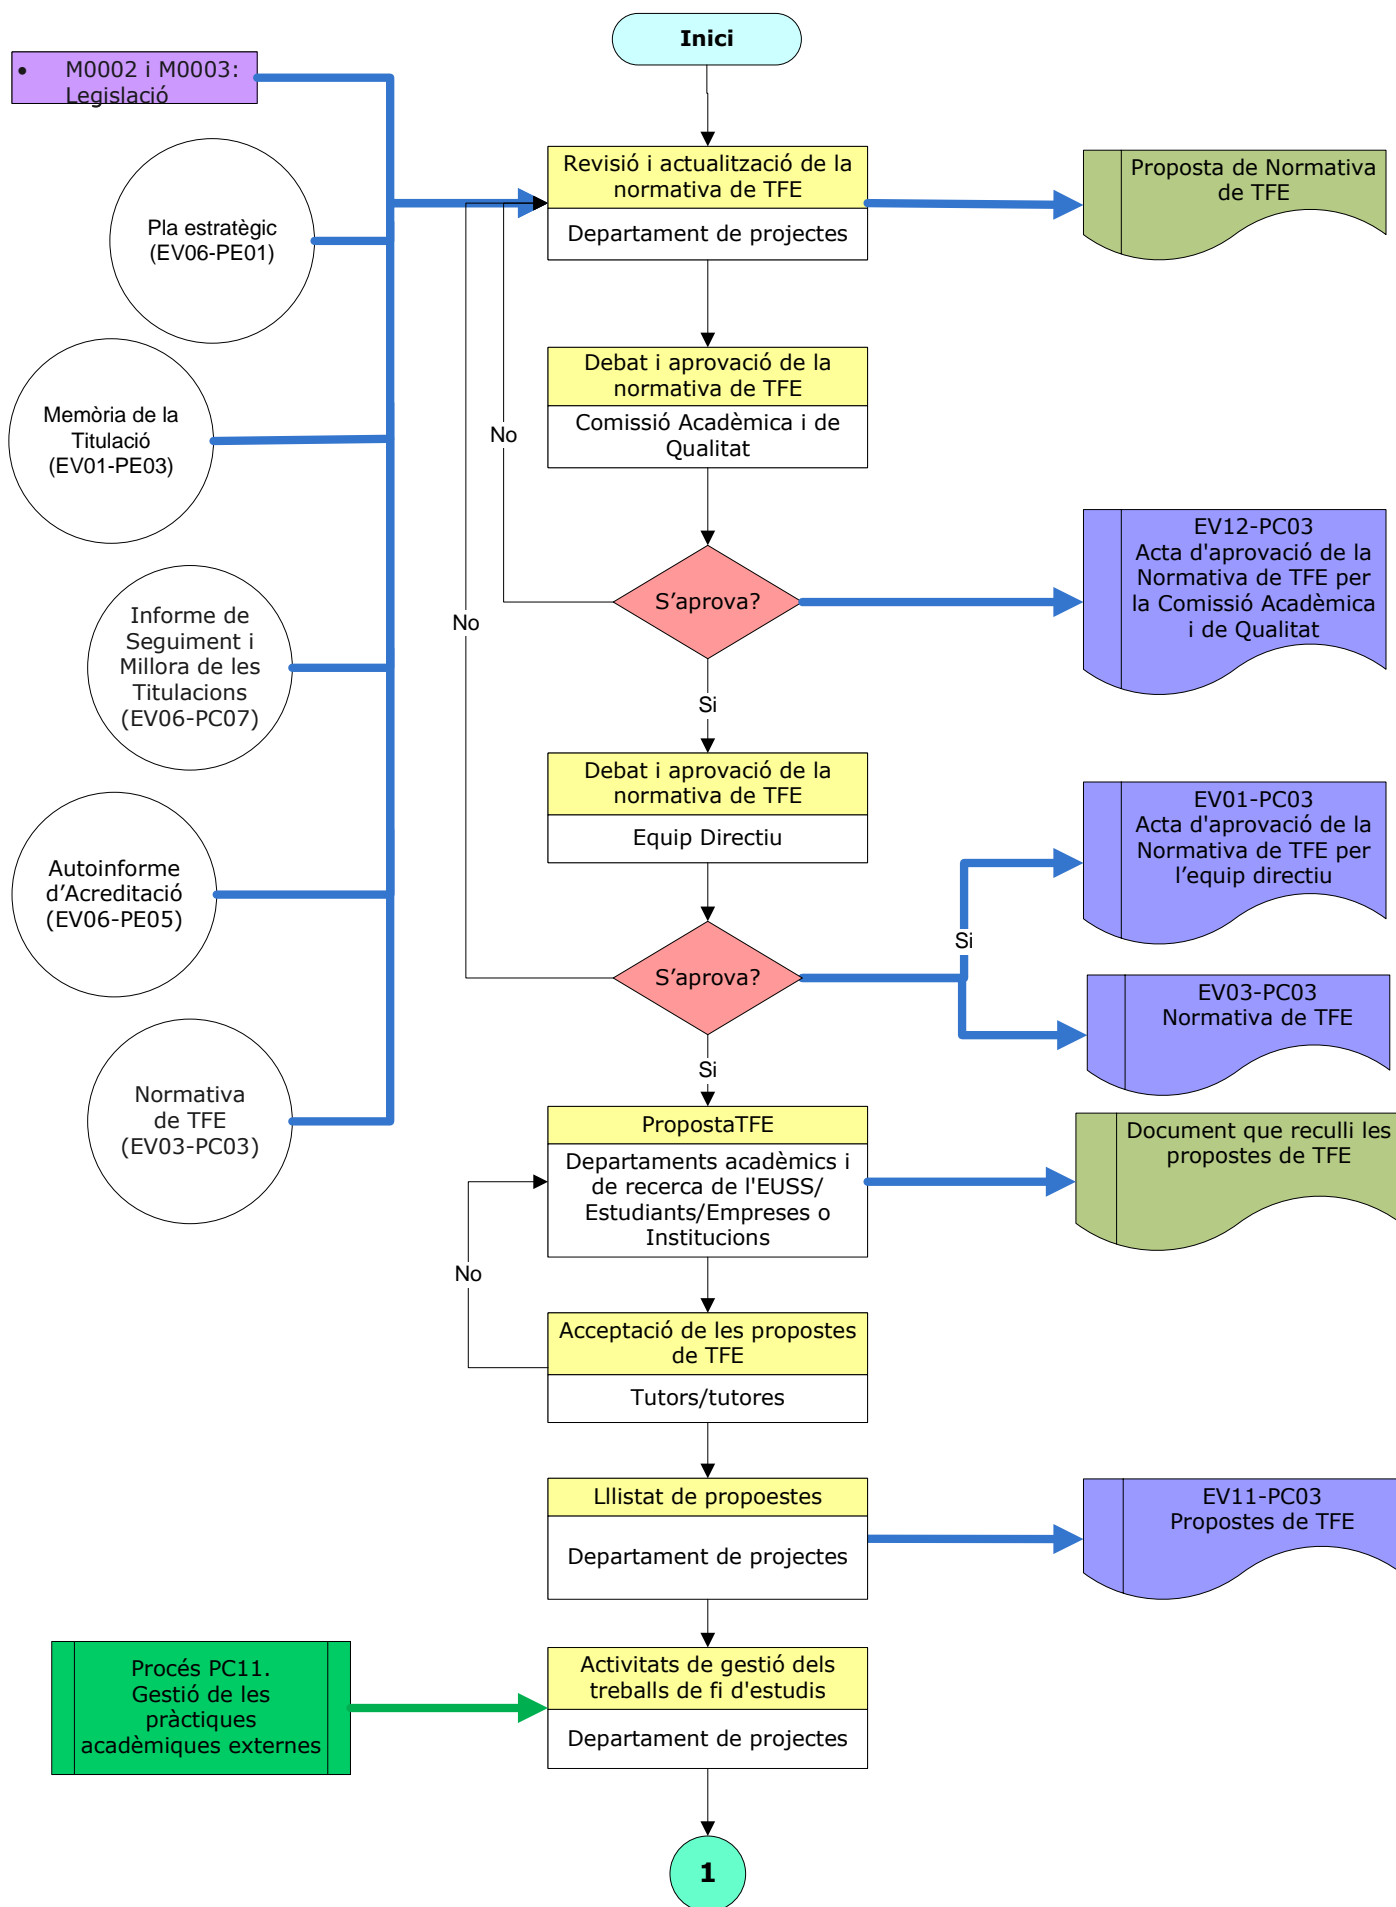 Inici
• M0002 i M0003:
Legislació
Revisió i actualització de la
normativa de TFE
Departament de projectes
Proposta de Normativa
de TFE
Pla estratègic
(EV06-PE01)
Debat i aprovació de la
normativa de TFE
Comissió Acadèmica i de
Qualitat
Memòria de la
Titulació
(EV01-PE03)
No
S’aprova?
EV12-PC03
Acta d'aprovació de la
Normativa de TFE per
la Comissió Acadèmica
i de Qualitat
No
Informe de
Seguiment i
Millora de les
Titulacions
(EV06-PC07)
Si
Debat i aprovació de la
normativa de TFE
Equip Directiu
EV01-PC03
Acta d'aprovació de la
Normativa de TFE per
l’equip directiu
Autoinforme
d’Acreditació
(EV06-PE05)
Si
S’aprova?
EV03-PC03
Normativa de TFE
Si
Normativa
de TFE
(EV03-PC03)
PropostaTFE
Departaments acadèmics i
de recerca de l'EUSS/
Estudiants/Empreses o
Institucions
Document que reculli les
propostes de TFE
No
Acceptació de les propostes
de TFE
Tutors/tutores
Lllistat de propoestes
Departament de projectes
EV11-PC03
Propostes de TFE
Procés PC11.
Gestió de les
pràctiques
acadèmiques externes
Activitats de gestió dels
treballs de fi d'estudis
Departament de projectes
1